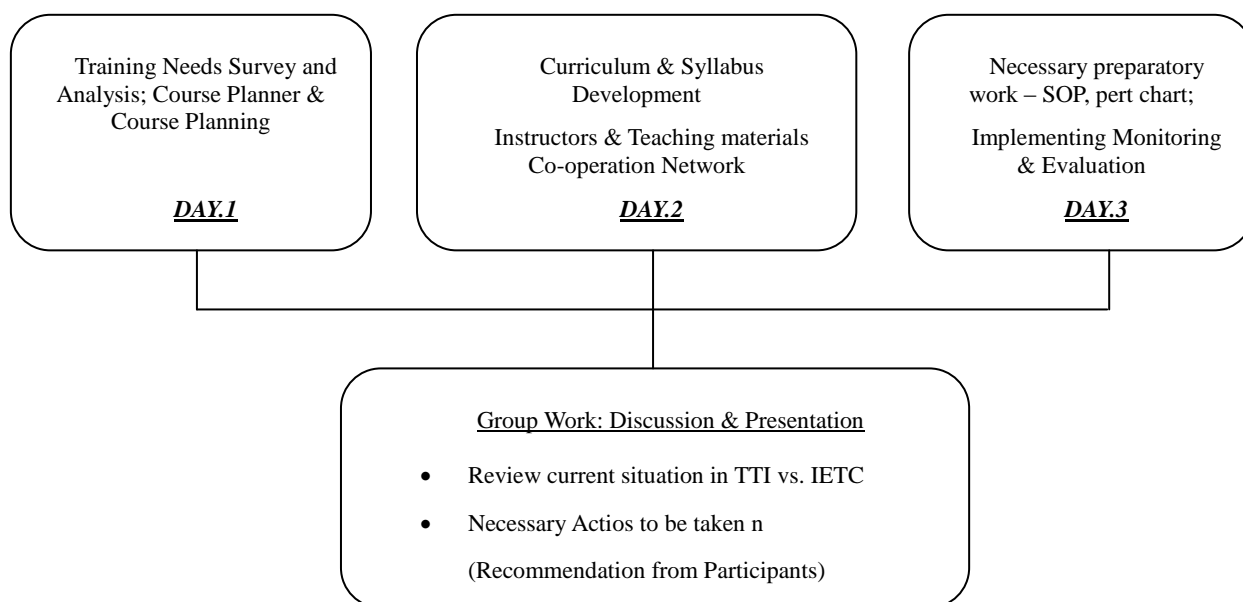 Training Needs Survey and
Analysis; Course Planner &
Course Planning
DAY.1
Curriculum & Syllabus
Development
Instructors & Teaching materials
Co-operation Network
DAY.2
Necessary preparatory
work – SOP, pert chart;
Implementing Monitoring
& Evaluation
DAY.3
Group Work: Discussion & Presentation
• Review current situation in TTI vs. IETC
• Necessary Actios to be taken n
(Recommendation from Participants)